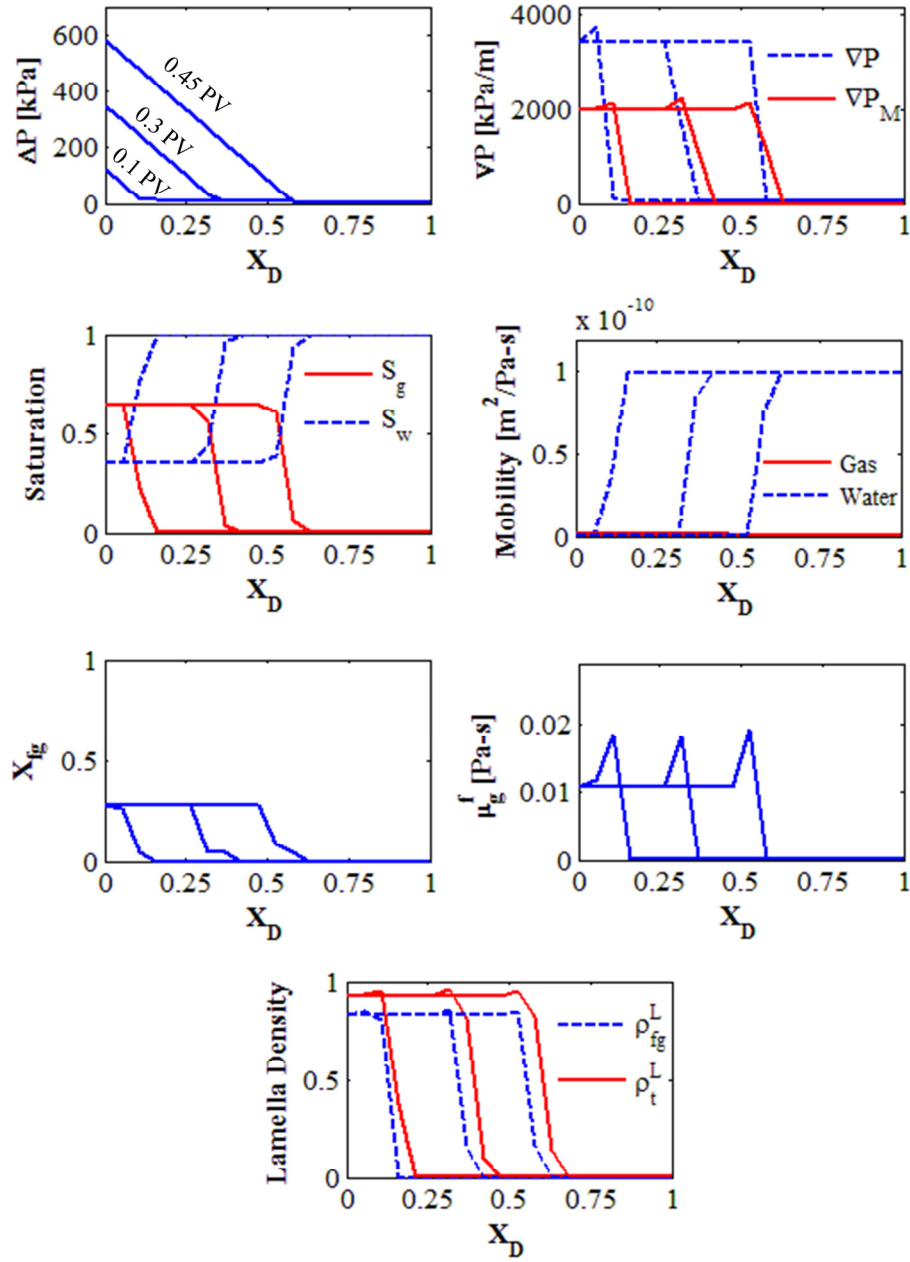 600
400
200
0
ΔP [kPa]
0.45 PV
0.3 PV
0.1 PV
0 0.25 0.5 0.75 1
X_D
4000
2000
0
∇P [kPa/m]
∇P
∇P_M
0 0.25 0.5 0.75 1
X_D
1
0.5
0
Saturation
S_g
S_w
0 0.25 0.5 0.75 1
X_D
x 10^-10
1
0.5
0
Mobility [m^2/Pa-s]
Gas
Water
0 0.25 0.5 0.75 1
X_D
1
0.5
0
X_fg
0 0.25 0.5 0.75 1
X_D
0.02
0.01
0
μ_g^f [Pa-s]
0 0.25 0.5 0.75 1
X_D
1
0.5
0
Lamella Density
ρ_fg^L
ρ_t^L
0 0.25 0.5 0.75 1
X_D